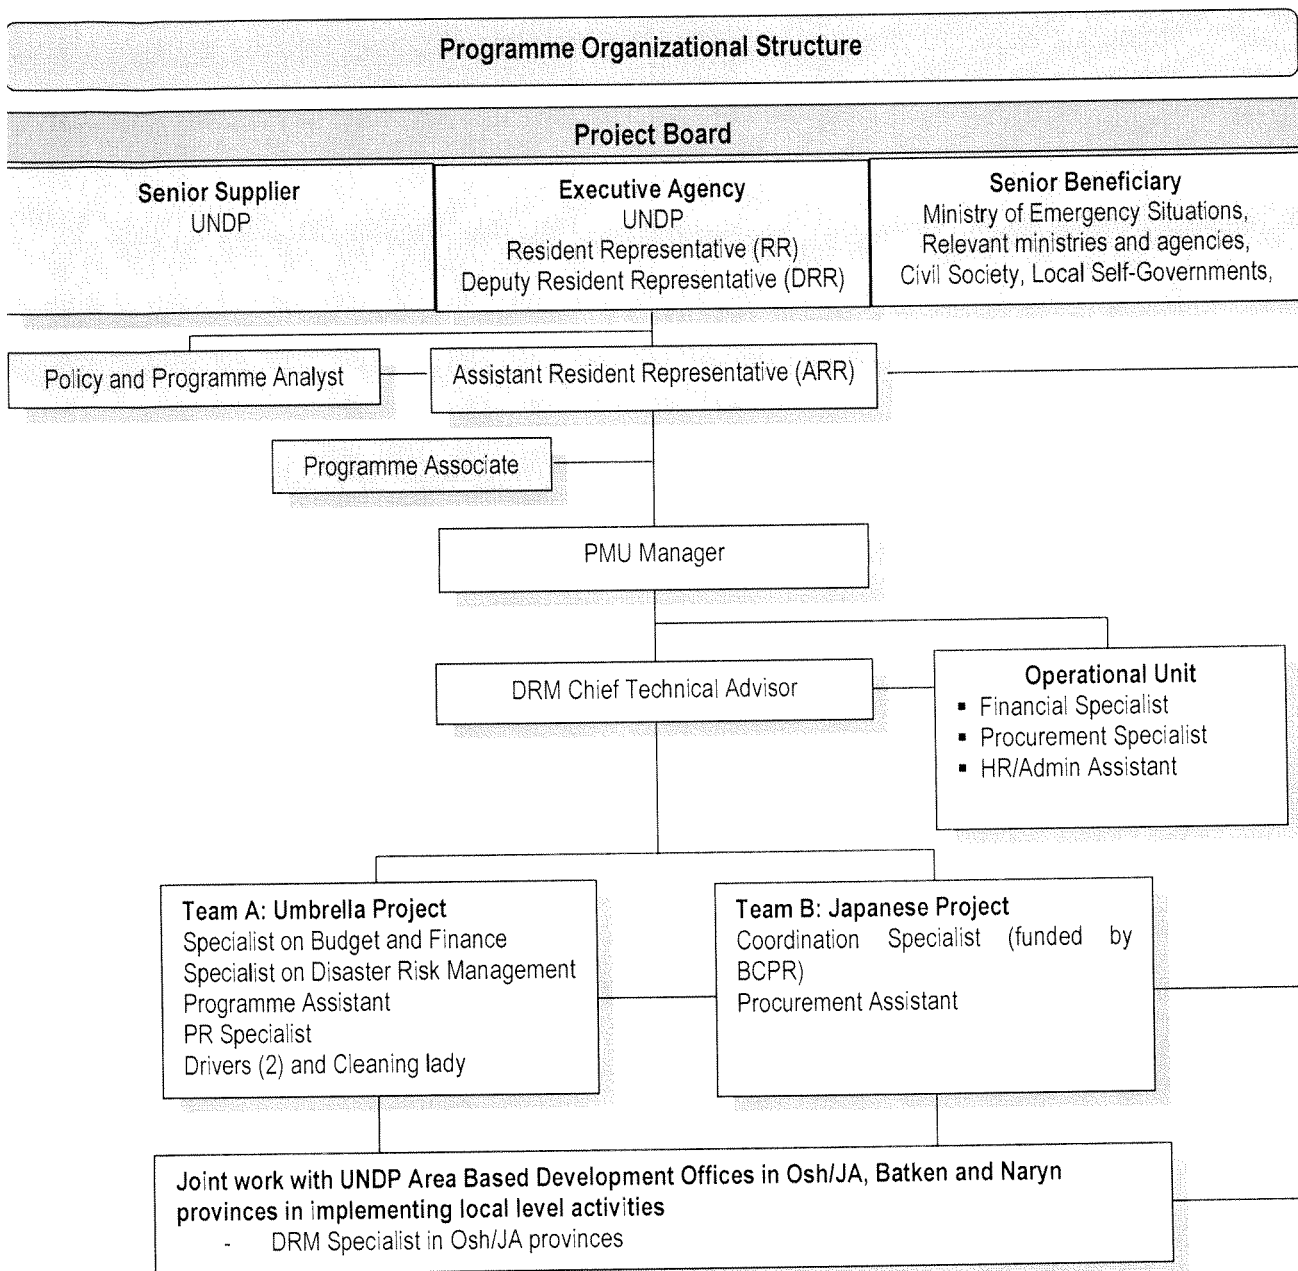 Programme Organizational Structure
Project Board
Senior Supplier
UNDP
Executive Agency
UNDP
Resident Representative (RR)
Deputy Resident Representative (DRR)
Senior Beneficiary
Ministry of Emergency Situations,
Relevant ministries and agencies,
Civil Society, Local Self-Governments,
Policy and Programme Analyst
Assistant Resident Representative (ARR)
Programme Associate
PMU Manager
DRM Chief Technical Advisor
Operational Unit
▪ Financial Specialist
▪ Procurement Specialist
▪ HR/Admin Assistant
Team A: Umbrella Project
Specialist on Budget and Finance
Specialist on Disaster Risk Management
Programme Assistant
PR Specialist
Drivers (2) and Cleaning lady
Team B: Japanese Project
Coordination Specialist (funded by
BCPR)
Procurement Assistant
Joint work with UNDP Area Based Development Offices in Osh/JA, Batken and Naryn
provinces in implementing local level activities
- DRM Specialist in Osh/JA provinces